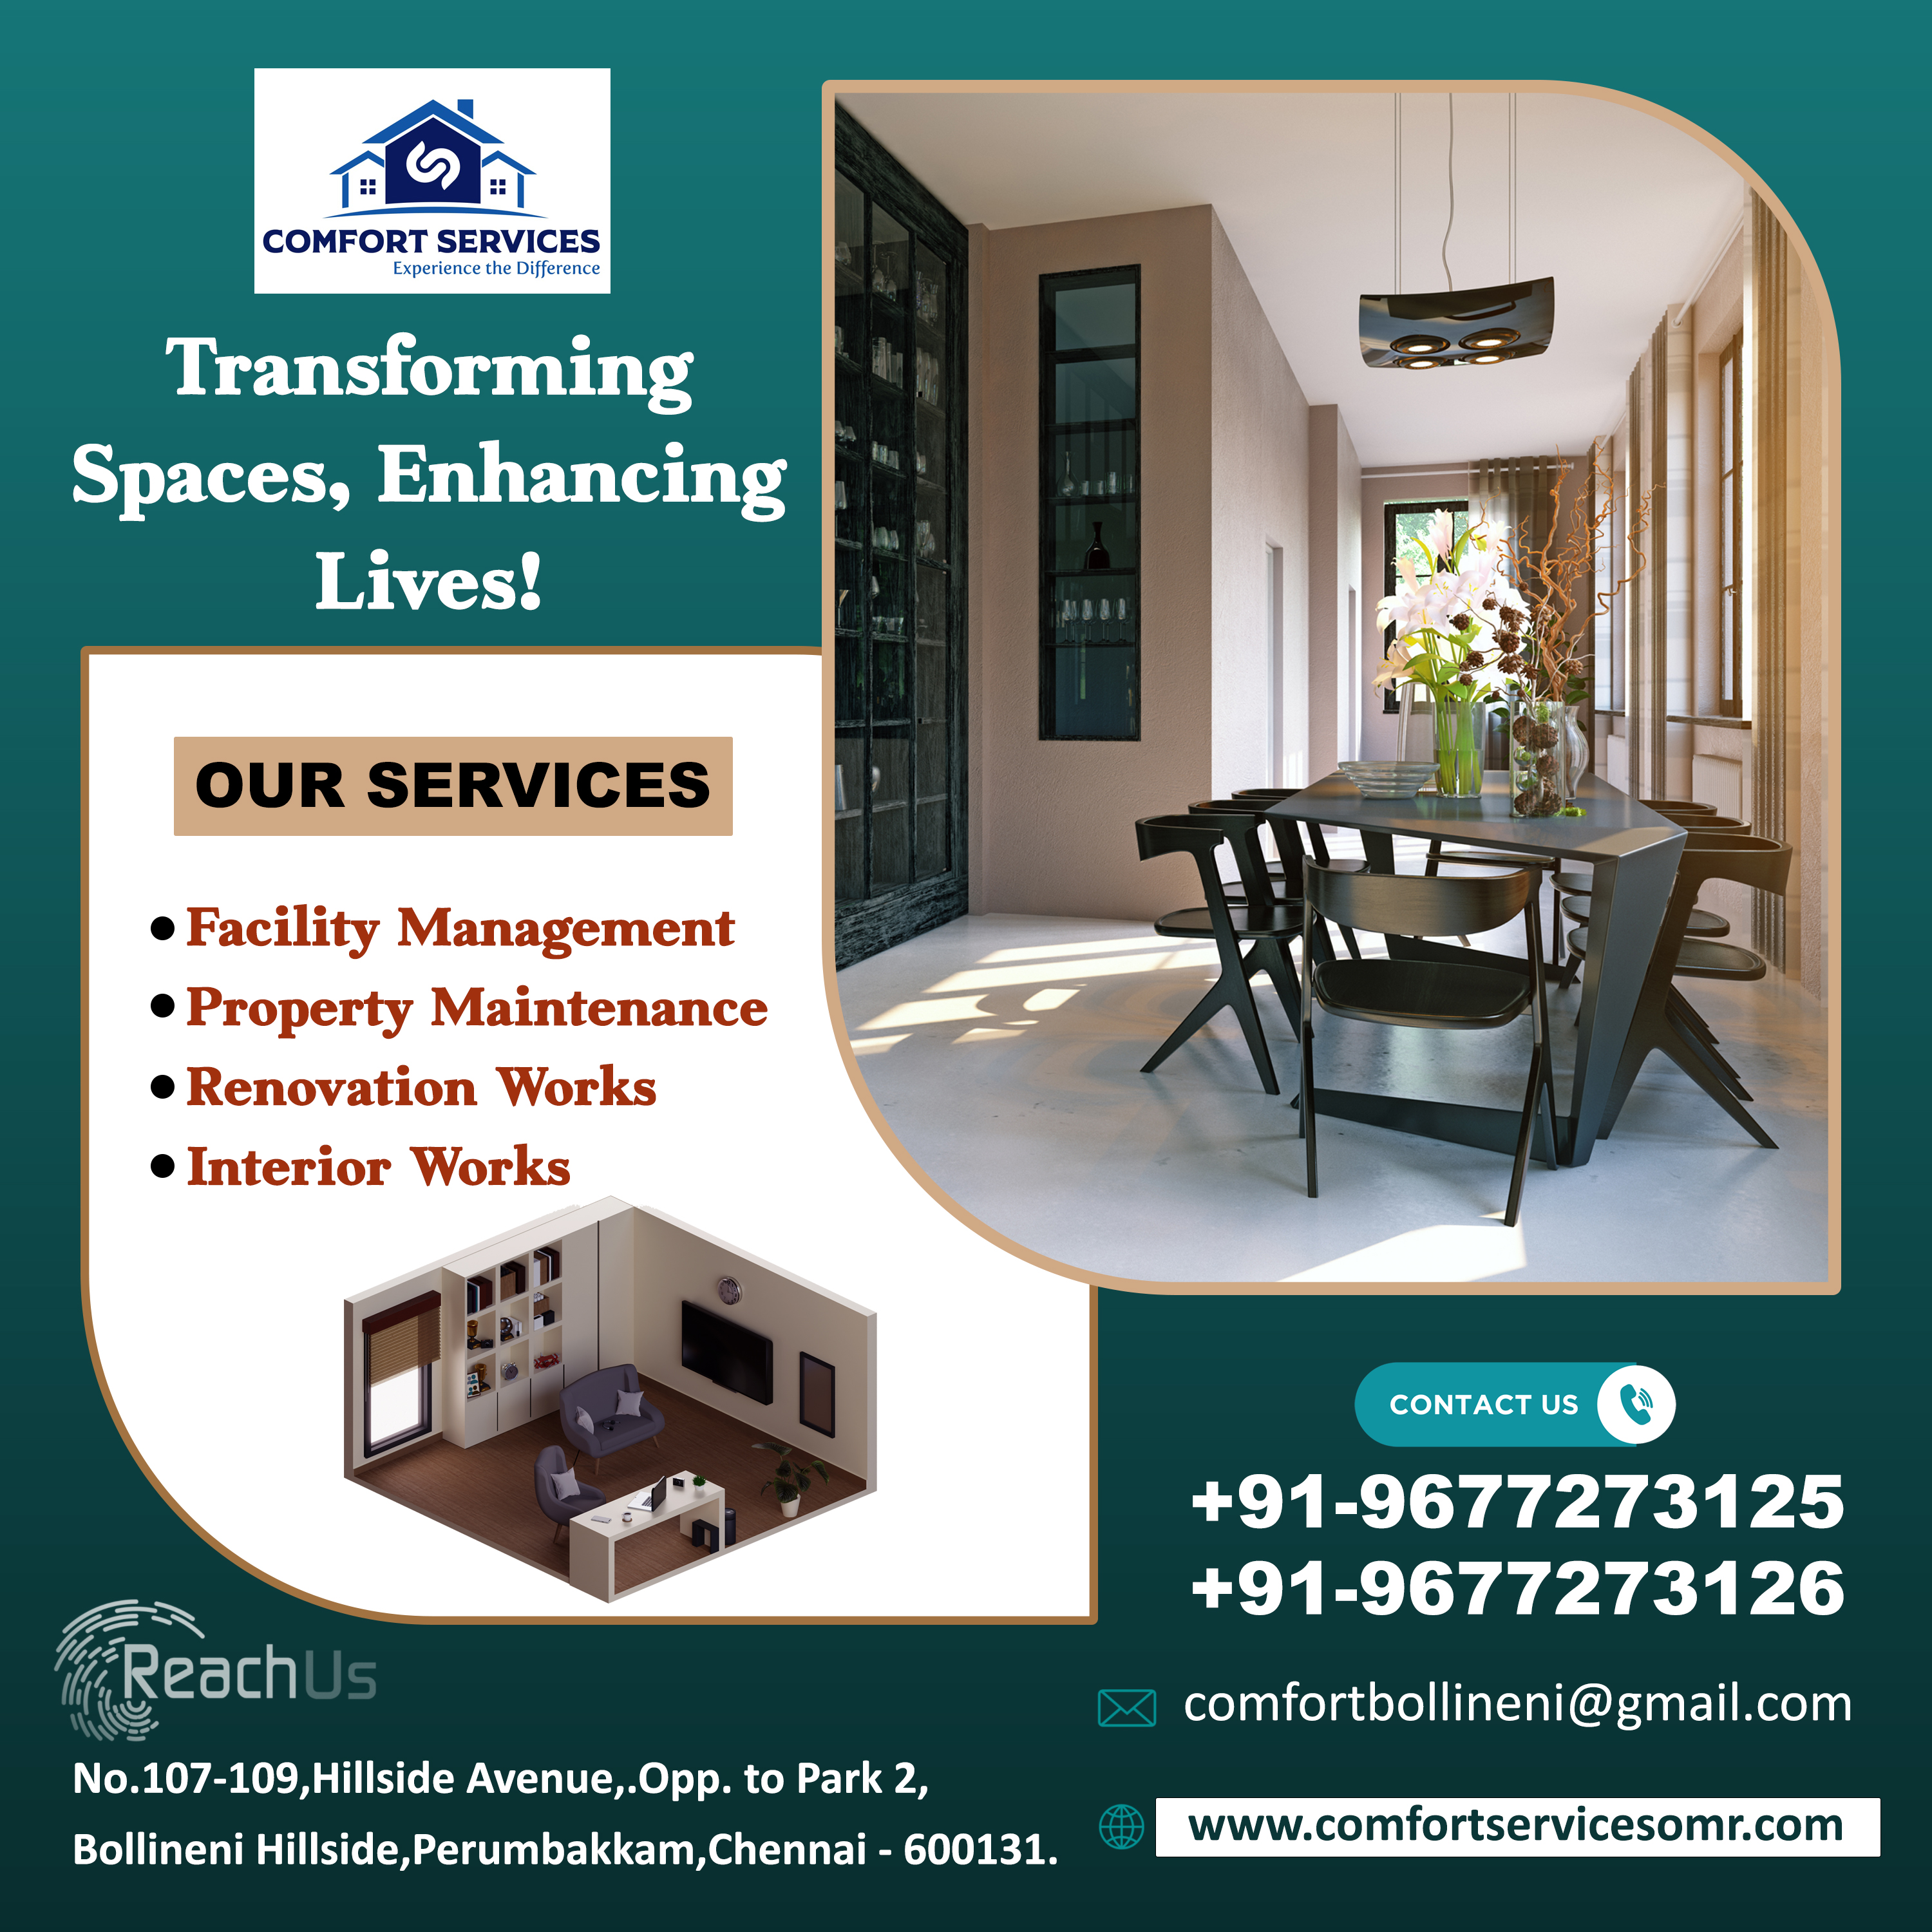 COMFORT SERVICES
Experience the Difference
Transforming
Spaces, Enhancing
Lives!
OUR SERVICES
• Facility Management
• Property Maintenance
• Renovation Works
• Interior Works
CONTACT US
+91-9677273125
+91-9677273126
comfortbollineni@gmail.com
www.comfortservicesomr.com
ReachUs
No.107-109,Hillside Avenue,.Opp. to Park 2,
Bollineni Hillside,Perumbakkam,Chennai - 600131.